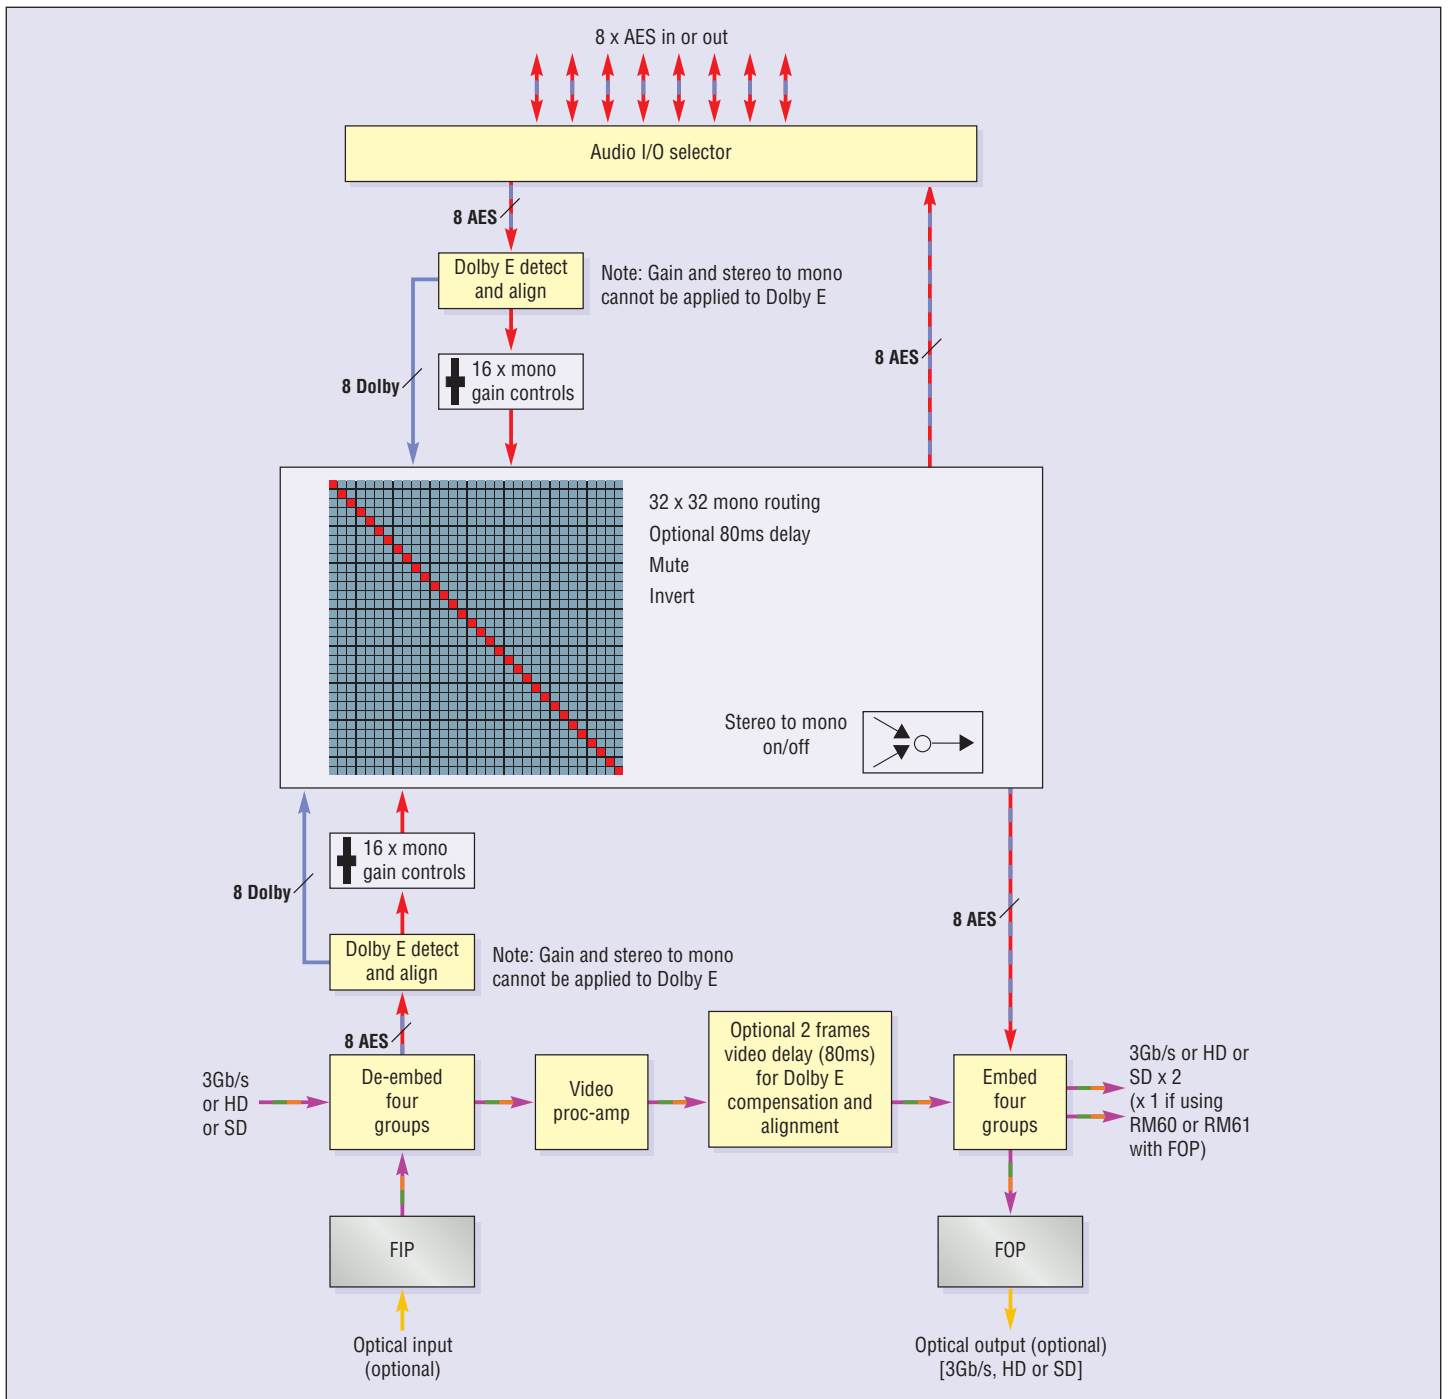 8 x AES in or out
Audio I/O selector
8 AES
Dolby E detect
and align
Note: Gain and stereo to mono
cannot be applied to Dolby E
8 AES
8 Dolby
16 x mono
gain controls
32 x 32 mono routing
Optional 80ms delay
Mute
Invert
Stereo to mono
on/off
16 x mono
gain controls
8 Dolby
8 AES
Dolby E detect
and align
Note: Gain and stereo to mono
cannot be applied to Dolby E
8 AES
3Gb/s
or HD
or SD
De-embed
four
groups
Video
proc-amp
Optional 2 frames
video delay (80ms)
for Dolby E
compensation and
alignment
Embed
four
groups
3Gb/s or HD or
SD x 2
(x 1 if using
RM60 or RM61
with FOP)
FIP
FOP
Optical input
(optional)
Optical output (optional)
[3Gb/s, HD or SD]